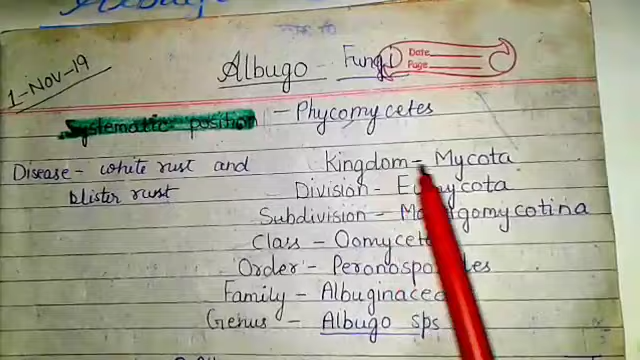 1-Nov-19
Albugo - Fungi
Date
Page
Systematic position - Phycomycetes
Disease - white rust and
blister rust
Kingdom - Mycota
Division - Eumycota
Subdivision - Mastigomycotina
Class - Oomycetes
Order - Peronosporales
Family - Albuginaceae
Genus - Albugo sps